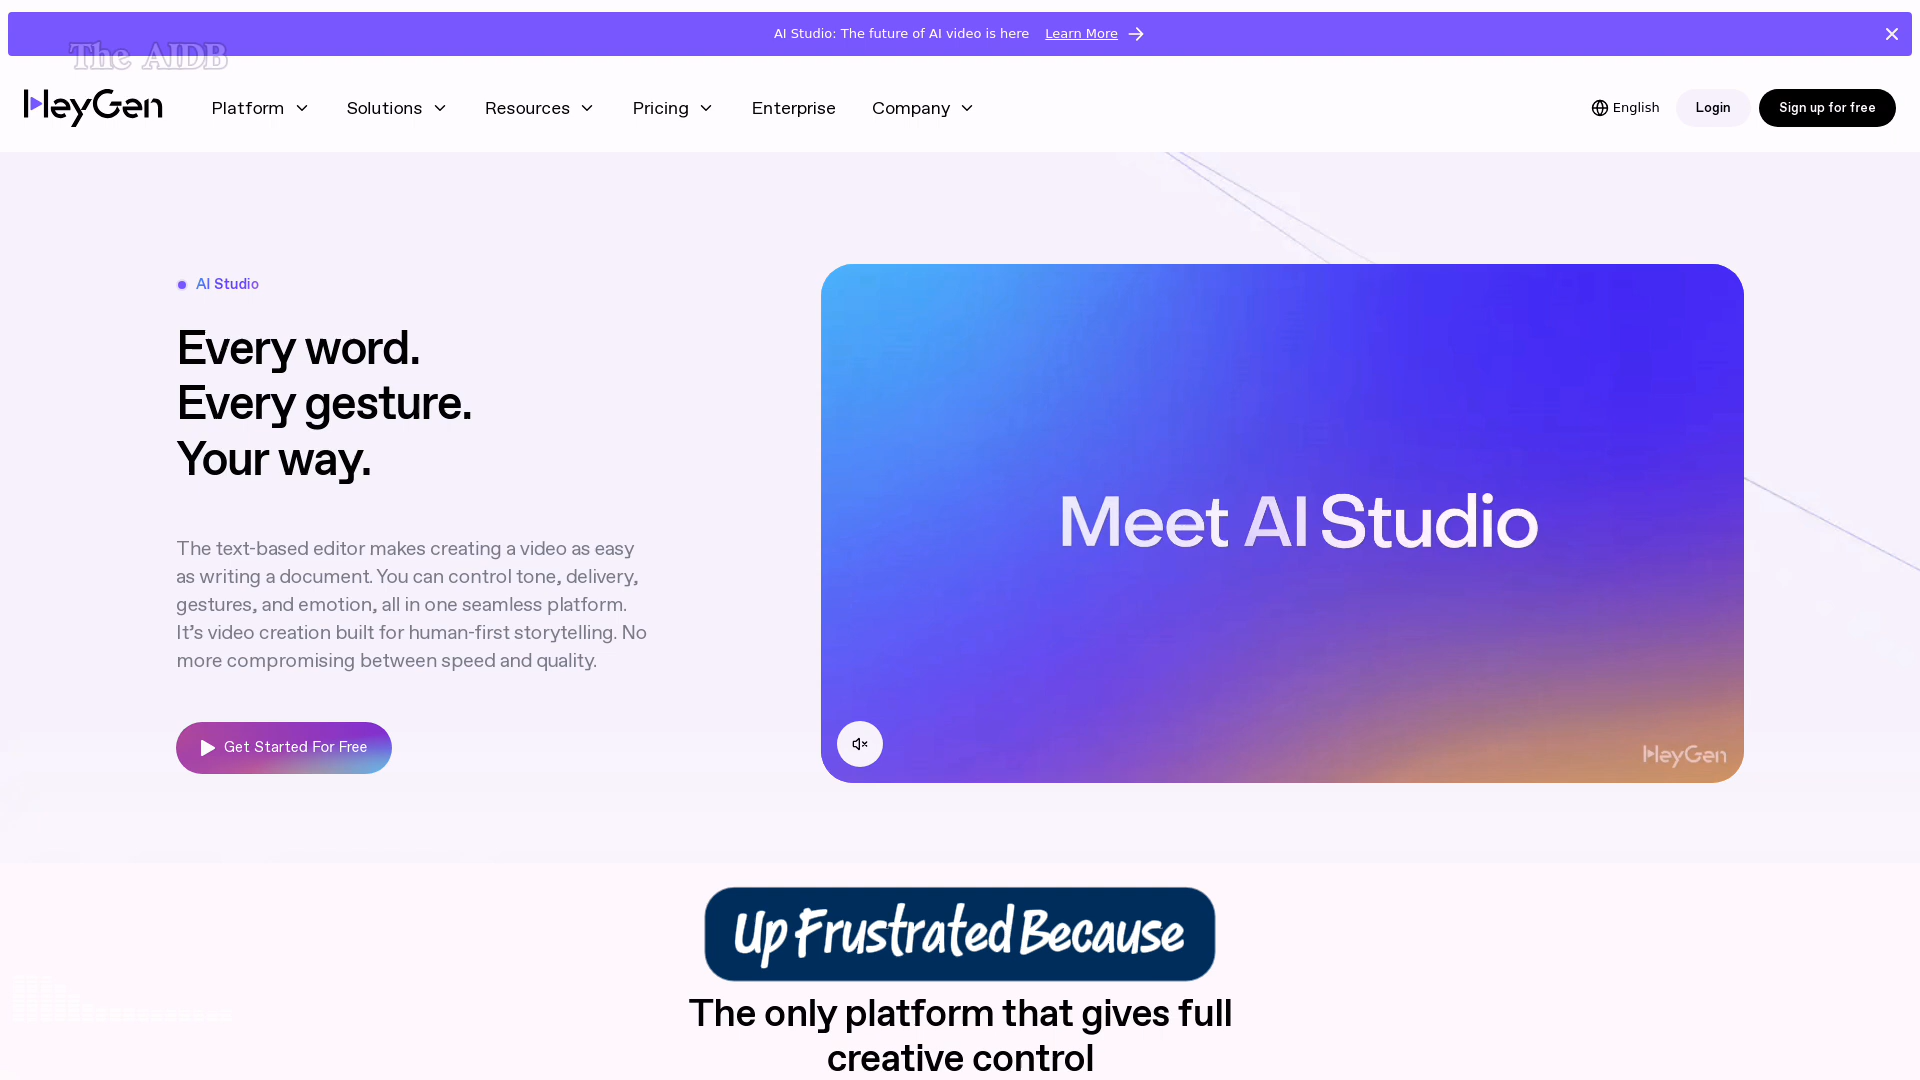 AI Studio: The future of AI video is here Learn More
The AIDB
HeyGen Platform Solutions Resources Pricing Enterprise Company English Login Sign up for free
AI Studio
Every word.
Every gesture.
Your way.
The text-based editor makes creating a video as easy
as writing a document. You can control tone, delivery,
gestures, and emotion, all in one seamless platform.
It’s video creation built for human-first storytelling. No
more compromising between speed and quality.
Get Started For Free
Meet AI Studio
HeyGen
Up Frustrated Because
The only platform that gives full
creative control